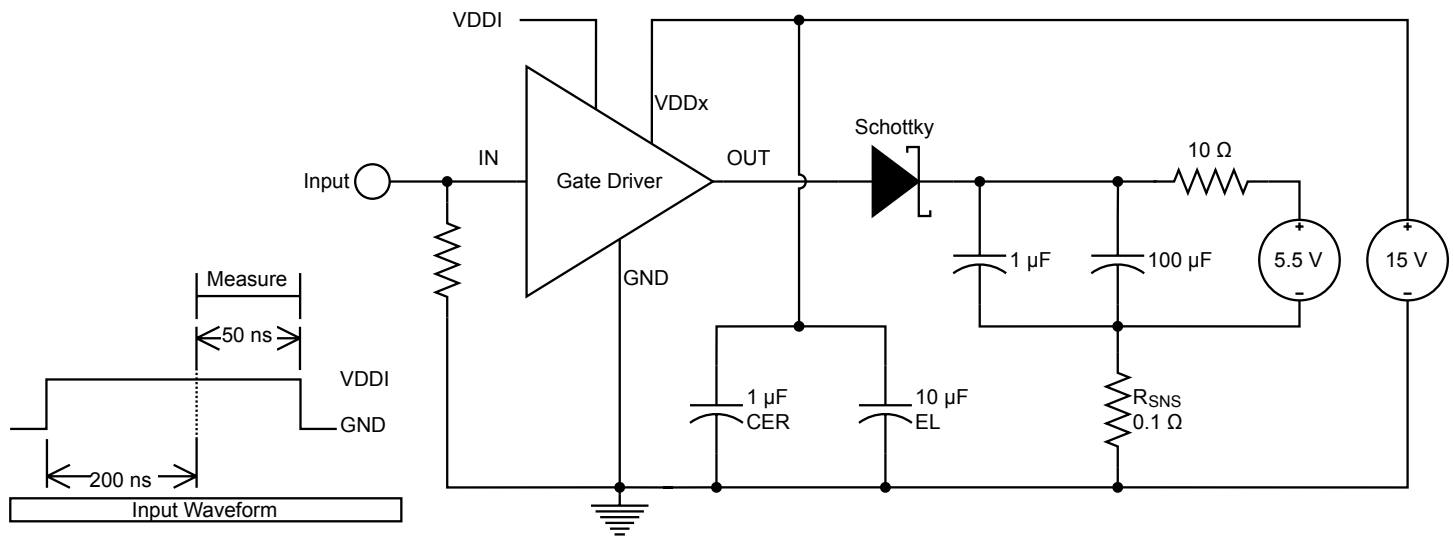 VDDI
VDDx
Schottky
10 Ω
IN
OUT
Input
Gate Driver
1 µF
100 µF
5.5 V
15 V
+
−
+
−
GND
Measure
50 ns
VDDI
GND
200 ns
Input Waveform
1 µF
CER
10 µF
EL
RSNS
0.1 Ω